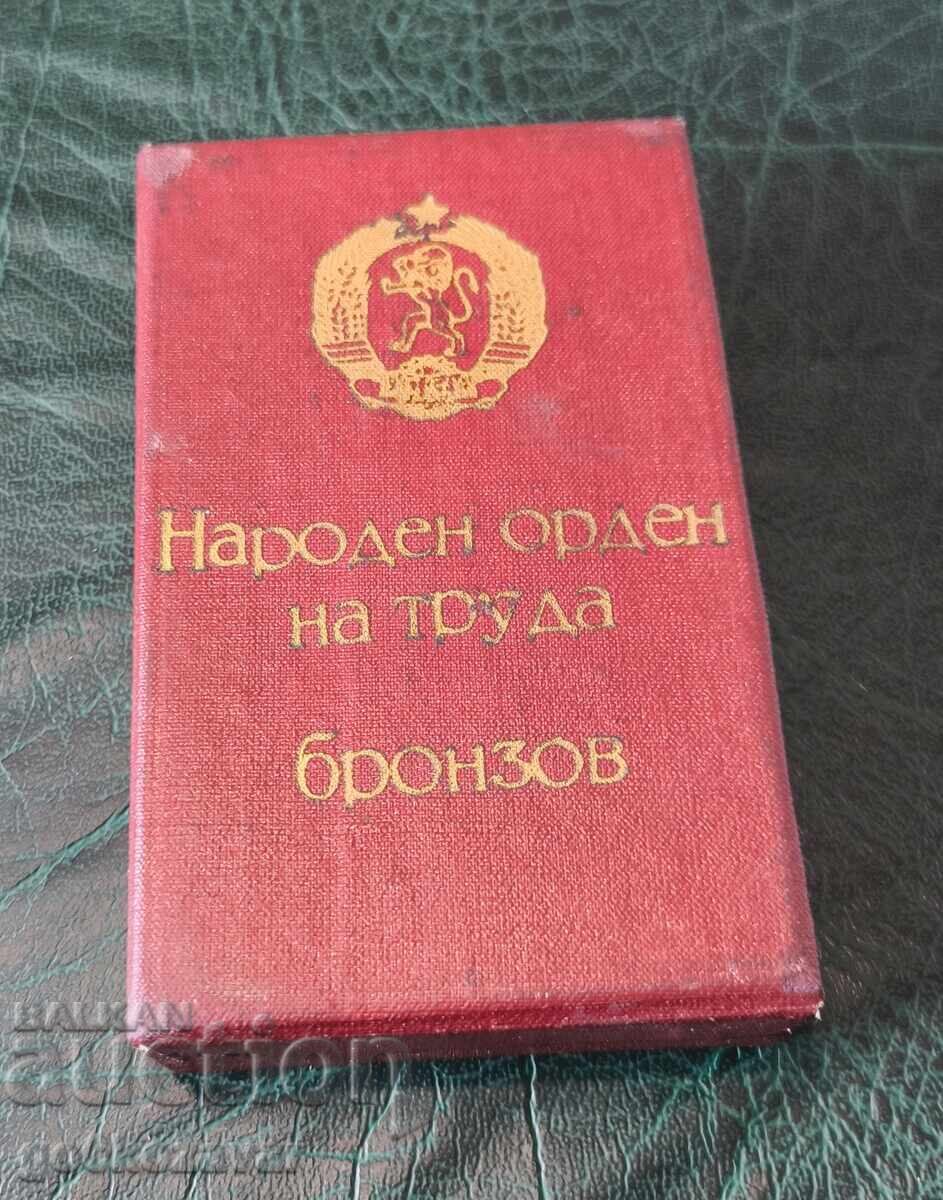 Народен орден
на труда
бронзов
BALKAN
auction